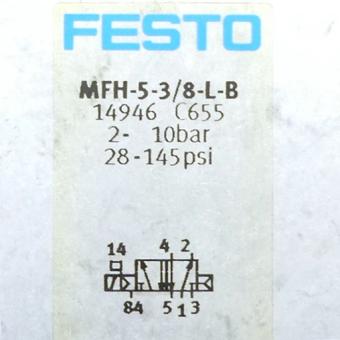 FESTO
MFH-5-3/8-L-B
14946 C655
2- 10bar
28-145psi
14 4 2
84 5 1 3